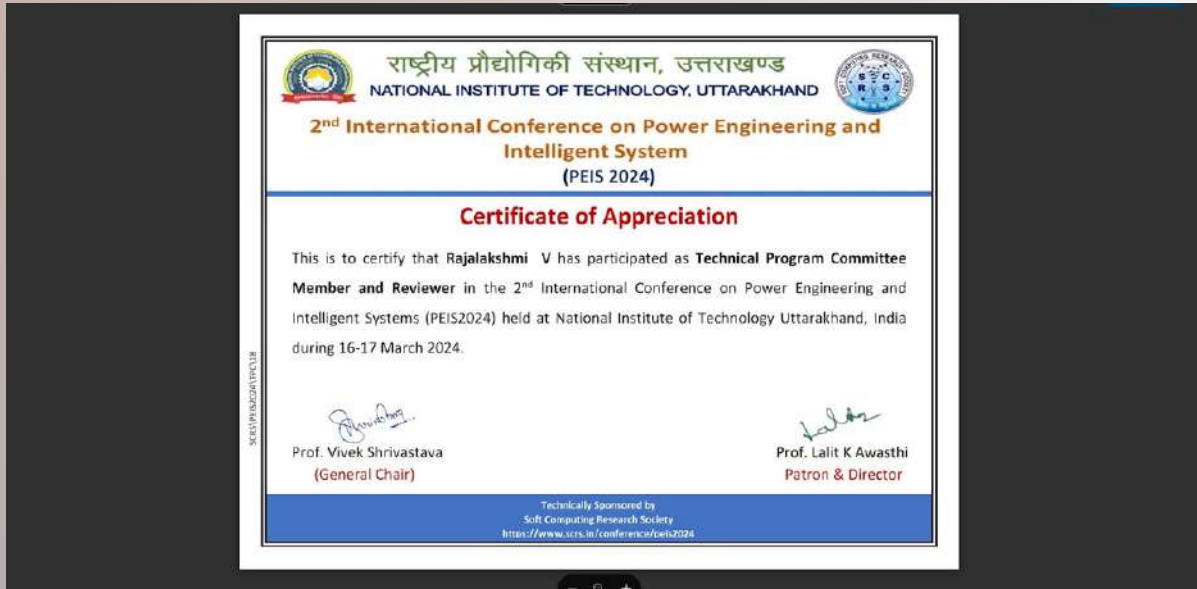 राष्ट्रीय प्रौद्योगिकी संस्थान, उत्तराखण्ड
NATIONAL INSTITUTE OF TECHNOLOGY, UTTARAKHAND
2nd International Conference on Power Engineering and
Intelligent System
(PEIS 2024)
Certificate of Appreciation
This is to certify that Rajalakshmi V has participated as Technical Program Committee
Member and Reviewer in the 2nd International Conference on Power Engineering and
Intelligent Systems (PEIS2024) held at National Institute of Technology Uttarakhand, India
during 16-17 March 2024.
SCRS\PEIS2024\TPC\18
Prof. Vivek Shrivastava
(General Chair)
Prof. Lalit K Awasthi
Patron & Director
Technically Sponsored by
Soft Computing Research Society
https://www.scrs.in/conference/peis2024